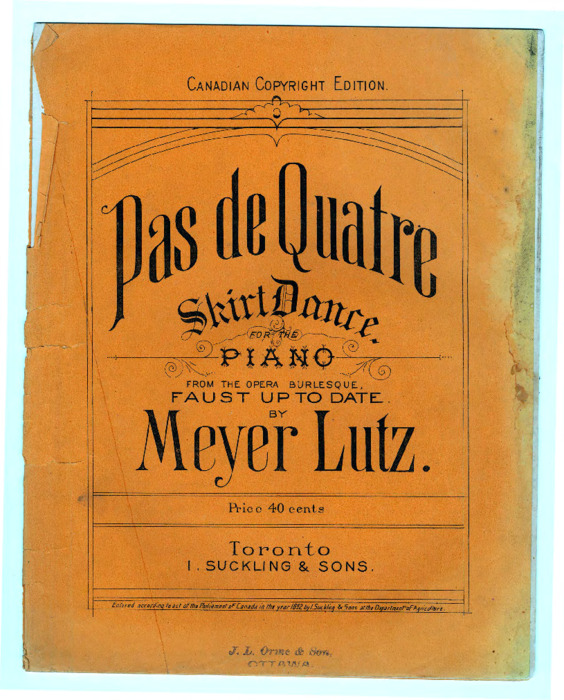 CANADIAN COPYRIGHT EDITION.
Pas de Quatre
Skirt Dance.
FOR THE
PIANO
FROM THE OPERA BURLESQUE,
FAUST UP TO DATE.
BY
Meyer Lutz.
Price 40 cents
Toronto
I. SUCKLING & SONS.
Entered according to act of the Parliament of Canada in the year 1892 by I. Suckling & Sons at the Department of Agriculture.
J. L. Orme & Son,
OTTAWA.